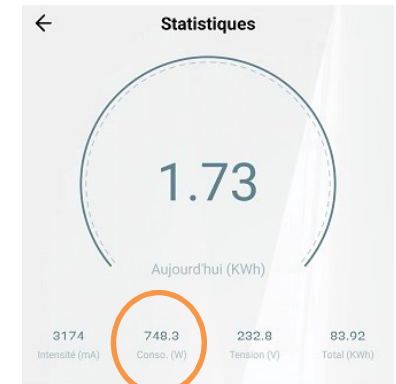 Statistiques
1.73
Aujourd'hui (KWh)
3174 748.3 232.8 83.92
Intensité (mA) Conso. (W) Tension (V) Total (KWh)